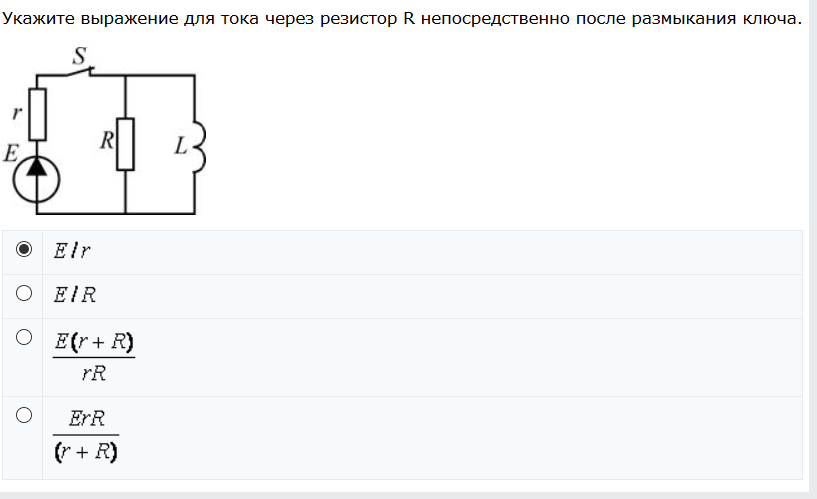 Укажите выражение для тока через резистор R непосредственно после размыкания ключа.
S
r
R
L
E
E/r
E/R
E(r + R)
rR
ErR
(r + R)